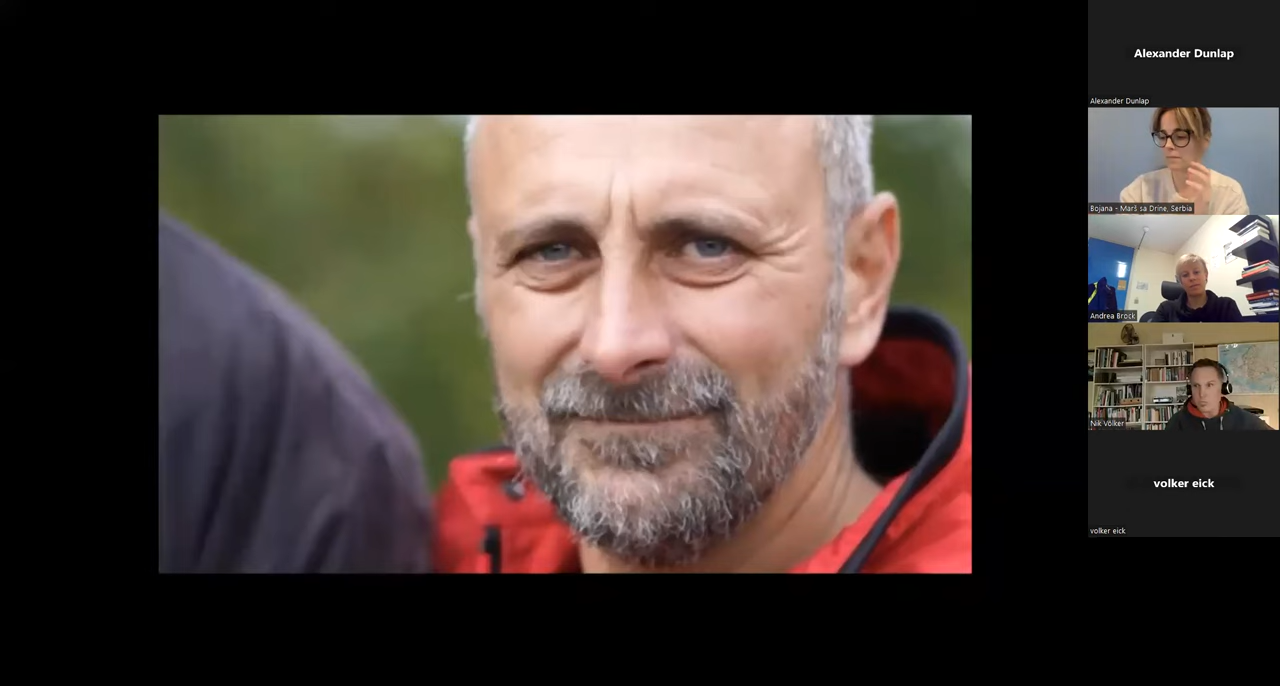 Alexander Dunlap
Alexander Dunlap
Bojana - Marš sa Drine, Serbia
Andrea Brock
Nik Völker
volker eick
volker eick